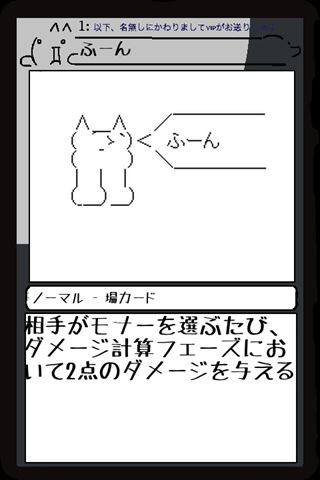 1: 以下、名無しにかわりましてVIPがお送りします
ふーん
ふーん
ノーマル - 場カード
相手がモナーを選ぶたび、
ダメージ計算フェーズにお
いて2点のダメージを与える